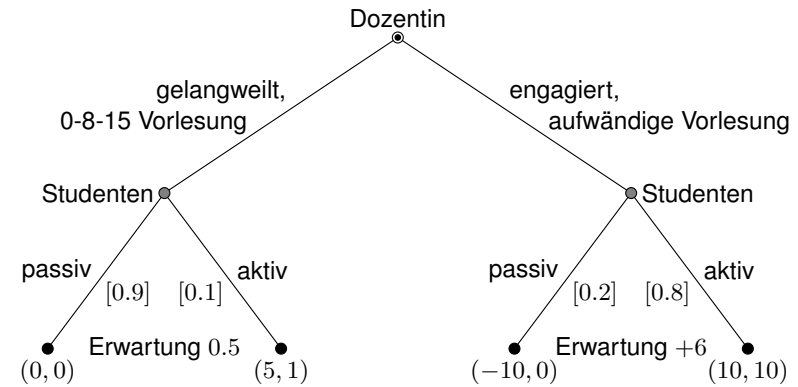 Dozentin
gelangweilt,
0-8-15 Vorlesung
engagiert,
aufwändige Vorlesung
Studenten
Studenten
passiv
aktiv
[0.9]
[0.1]
Erwartung 0.5
(0, 0)
(5, 1)
passiv
aktiv
[0.2]
[0.8]
Erwartung +6
(−10, 0)
(10, 10)